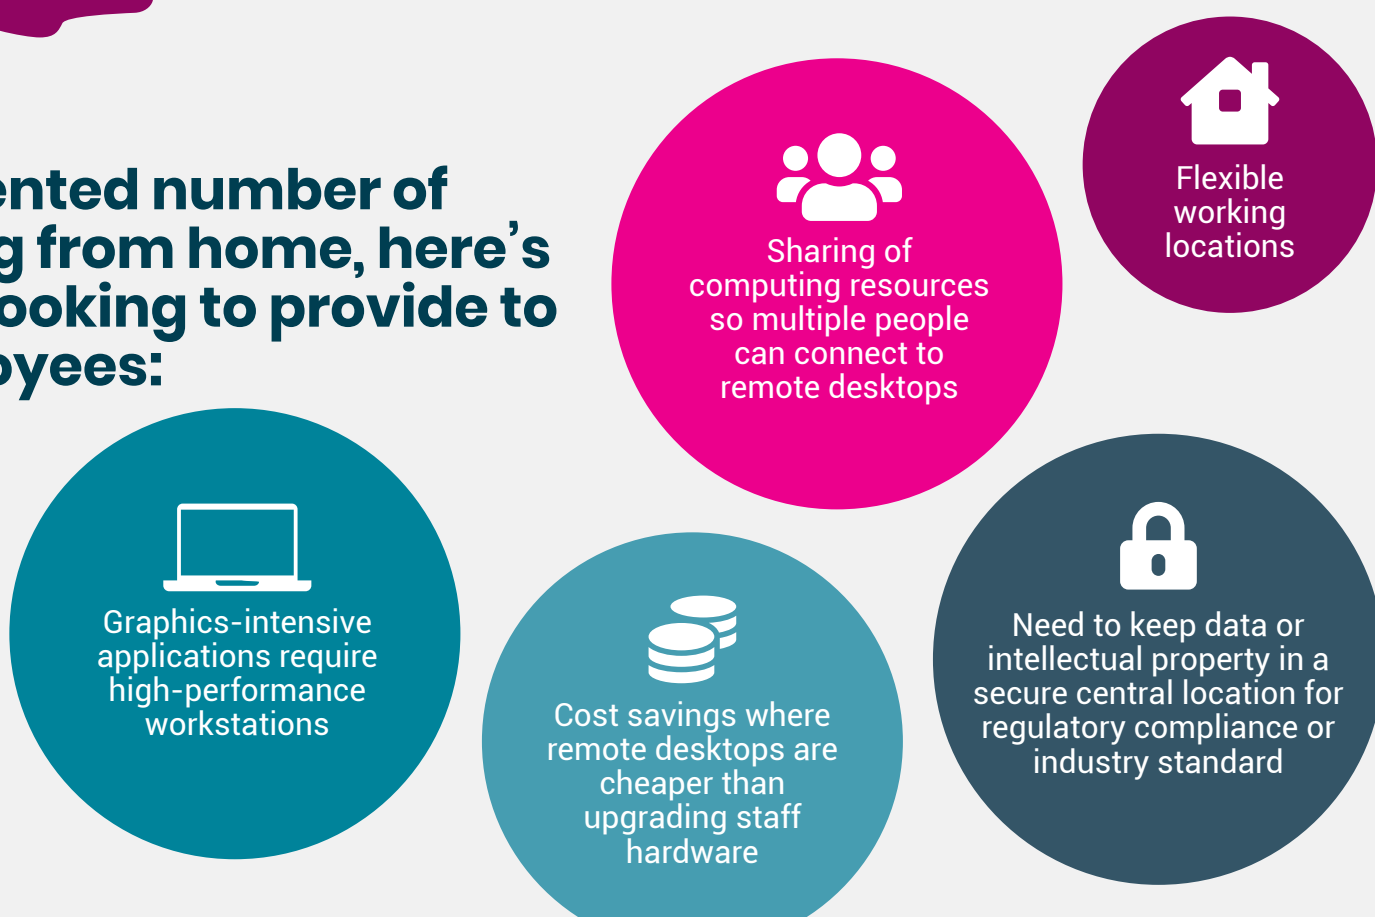 ented number of
g from home, here's
ooking to provide to
oyees:
Sharing of
computing resources
so multiple people
can connect to
remote desktops
Flexible
working
locations
Graphics-intensive
applications require
high-performance
workstations
Cost savings where
remote desktops are
cheaper than
upgrading staff
hardware
Need to keep data or
intellectual property in a
secure central location for
regulatory compliance or
industry standard